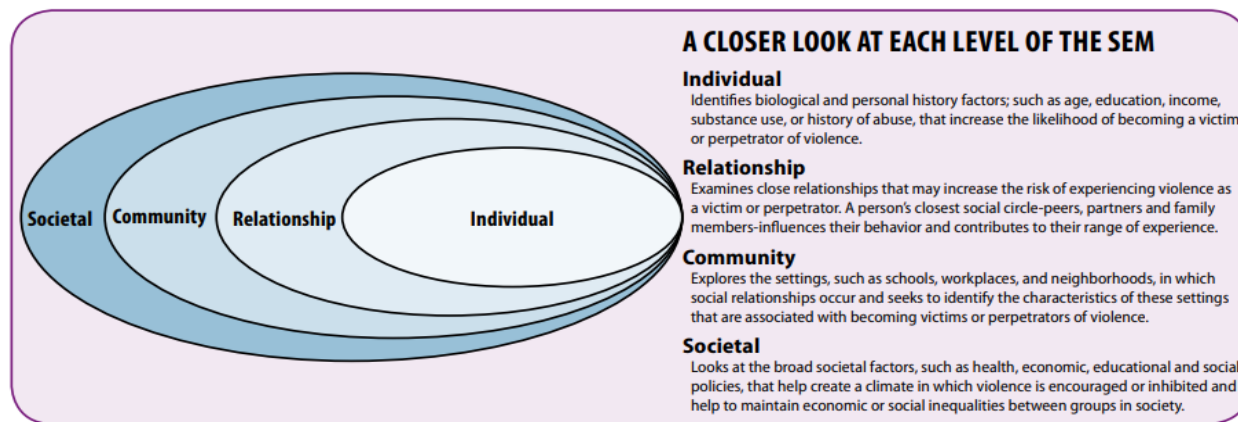 A CLOSER LOOK AT EACH LEVEL OF THE SEM
Individual
Identifies biological and personal history factors; such as age, education, income,
substance use, or history of abuse, that increase the likelihood of becoming a victim
or perpetrator of violence.
Relationship
Examines close relationships that may increase the risk of experiencing violence as
a victim or perpetrator. A person's closest social circle-peers, partners and family
members-influences their behavior and contributes to their range of experience.
Community
Explores the settings, such as schools, workplaces, and neighborhoods, in which
social relationships occur and seeks to identify the characteristics of these settings
that are associated with becoming victims or perpetrators of violence.
Societal
Looks at the broad societal factors, such as health, economic, educational and social
policies, that help create a climate in which violence is encouraged or inhibited and
help to maintain economic or social inequalities between groups in society.
Societal Community Relationship Individual